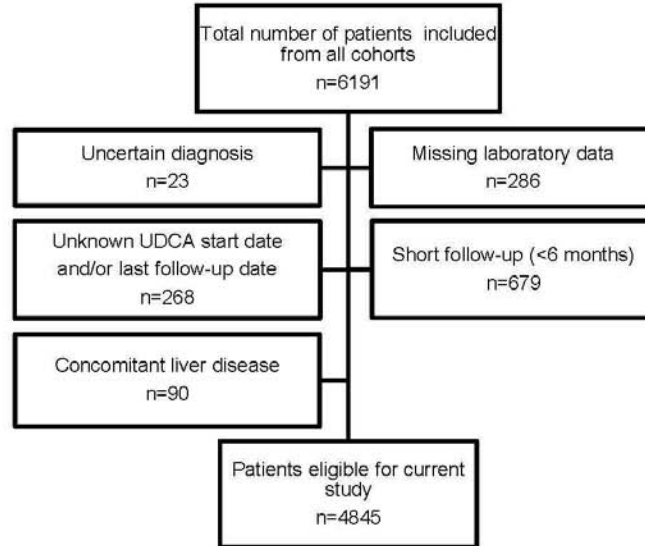 Total number of patients included
from all cohorts
n=6191
Uncertain diagnosis
n=23
Missing laboratory data
n=286
Unknown UDCA start date
and/or last follow-up date
n=268
Short follow-up (<6 months)
n=679
Concomitant liver disease
n=90
Patients eligible for current
study
n=4845